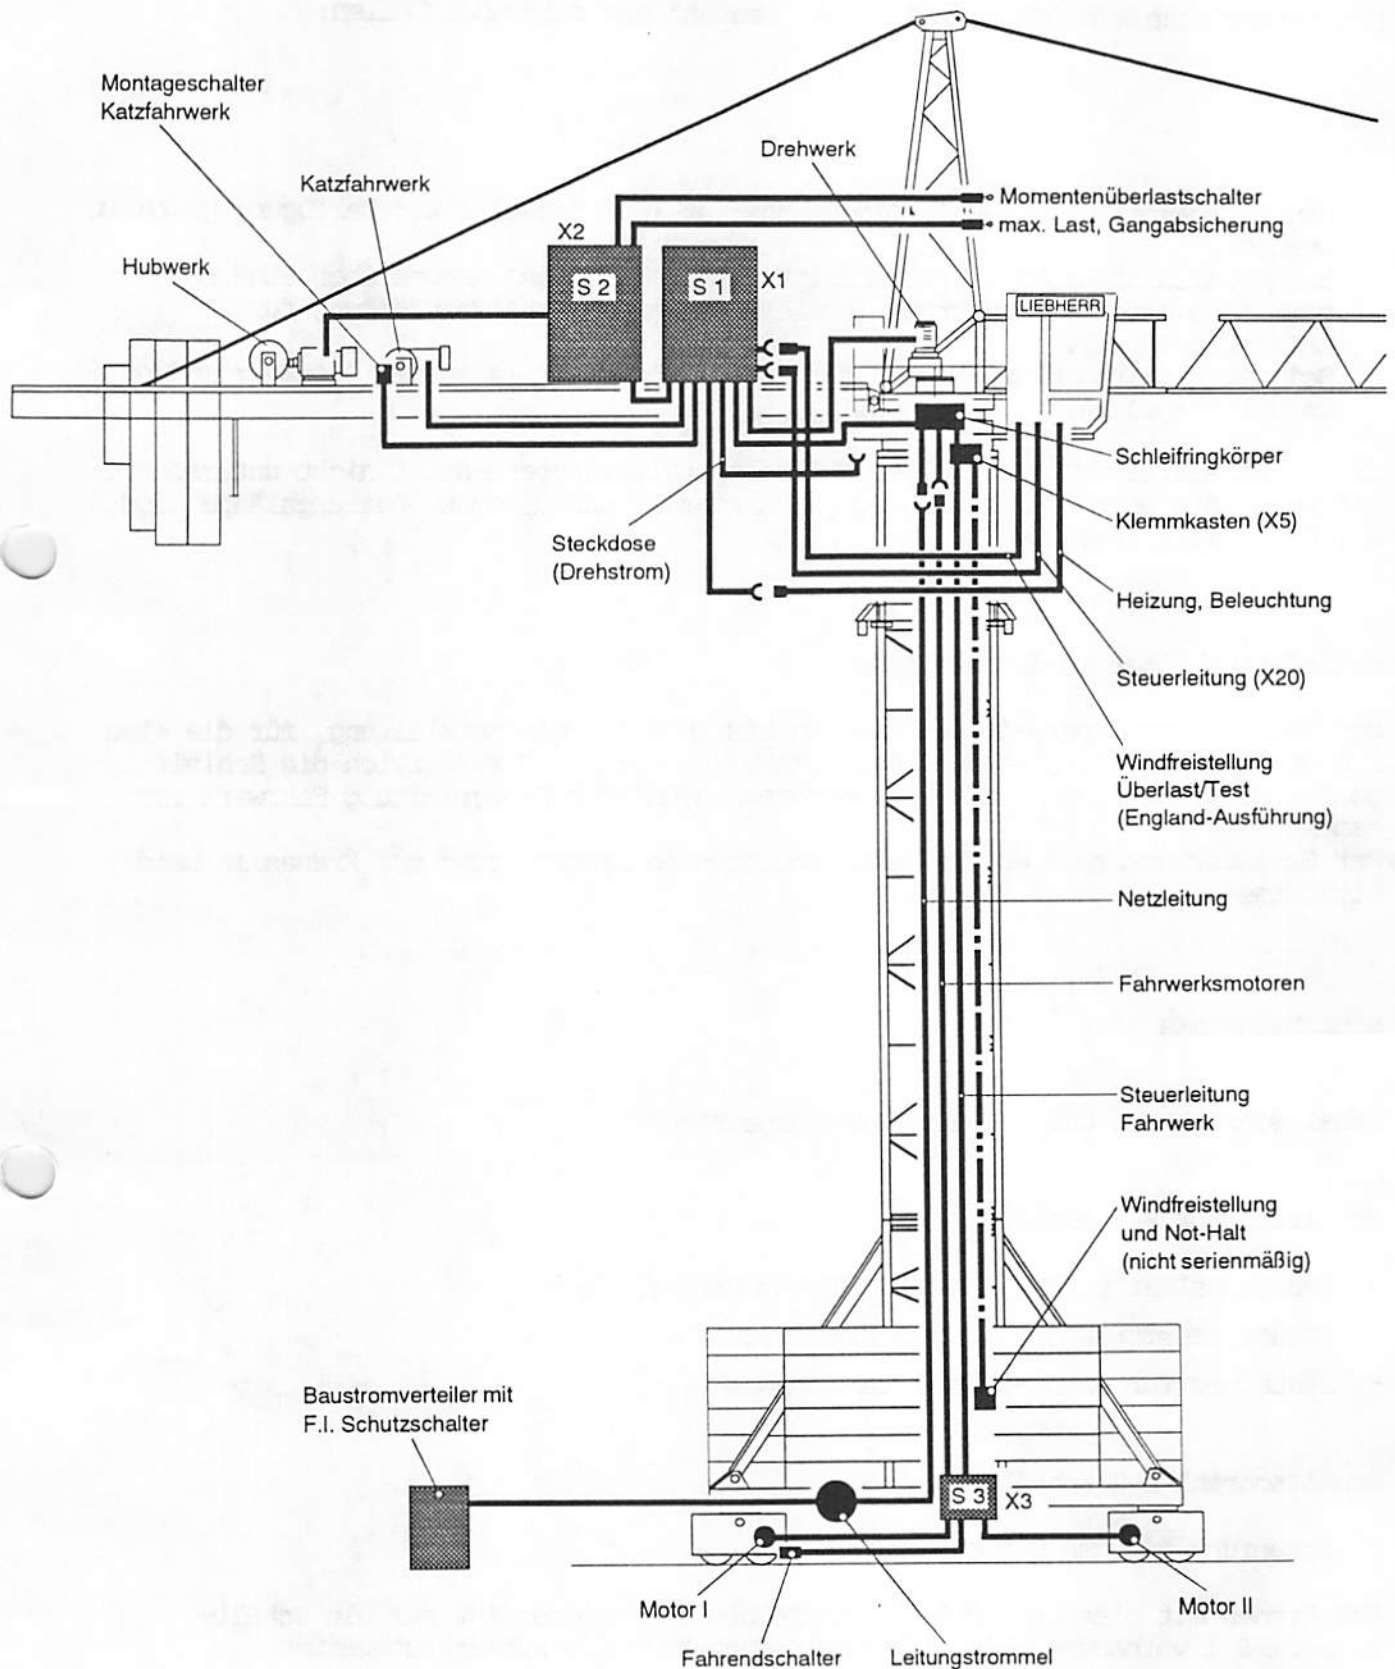 Montageschalter
Katzfahrwerk
Katzfahrwerk
Drehwerk
Momentenüberlastschalter
max. Last, Gangabsicherung
X2
Hubwerk
S 2
S 1
X1
LIEBHERR
Schleifringkörper
Klemmkasten (X5)
Steckdose
(Drehstrom)
Heizung, Beleuchtung
Steuerleitung (X20)
Windfreistellung
Überlast/Test
(England-Ausführung)
Netzleitung
Fahrwerksmotoren
Steuerleitung
Fahrwerk
Windfreistellung
und Not-Halt
(nicht serienmäßig)
Baustromverteiler mit
F.I. Schutzschalter
S 3
X3
Motor I
Motor II
Fahrendschalter
Leitungstrommel